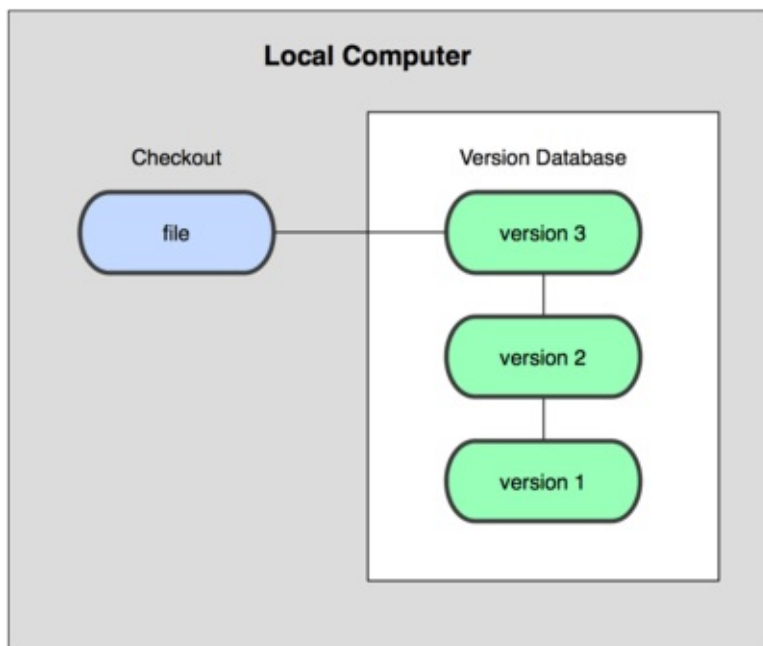 Local Computer
Checkout
Version Database
file
version 3
version 2
version 1